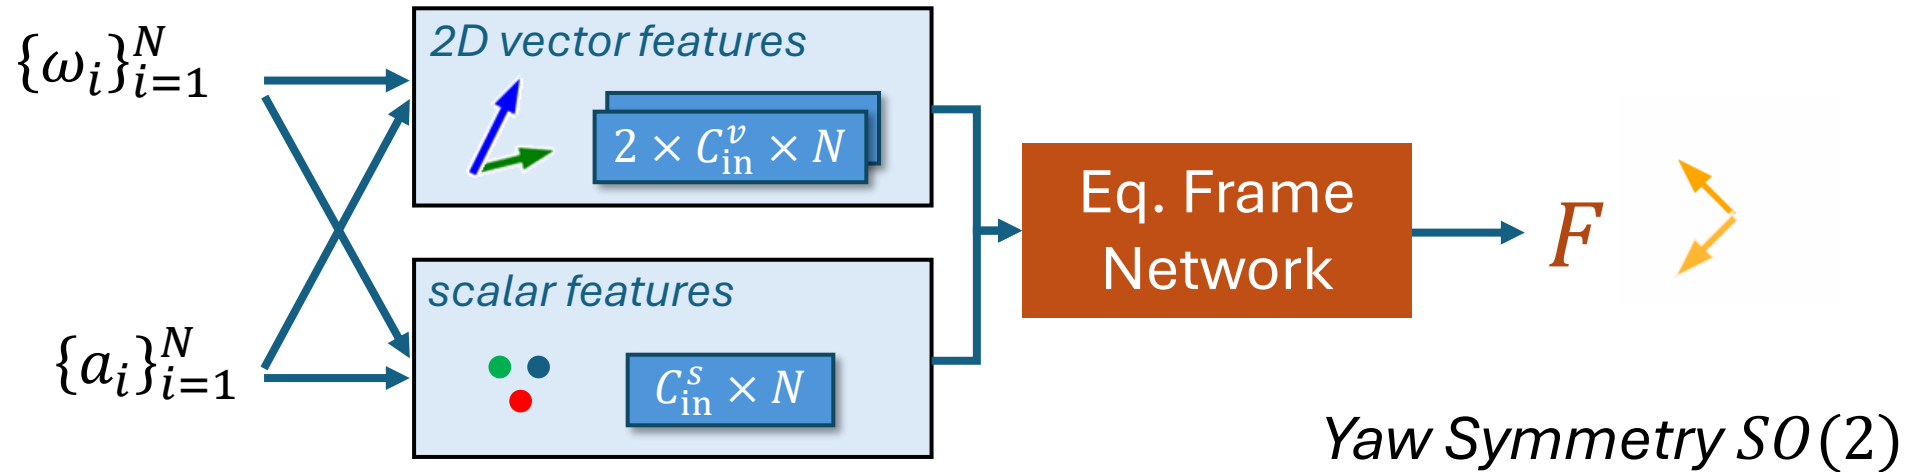 {ω_i}_{i=1}^N
2D vector features
2 × C_in^v × N
Eq. Frame
Network
F
scalar features
{a_i}_{i=1}^N
C_in^s × N
Yaw Symmetry SO(2)